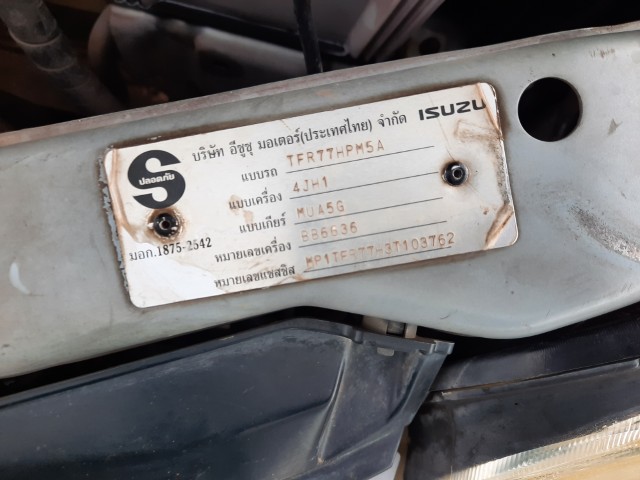 บริษัท อีซูซุ มอเตอร์(ประเทศไทย) จำกัด ISUZU
S
ปลอดภัย
มอก.1875-2542
แบบรถ TFR77HPM5A
แบบเครื่อง 4JH1
แบบเกียร์ MUA5G
หมายเลขเครื่อง BB6636
หมายเลขแชสซิส MP1TFR77H3T103762